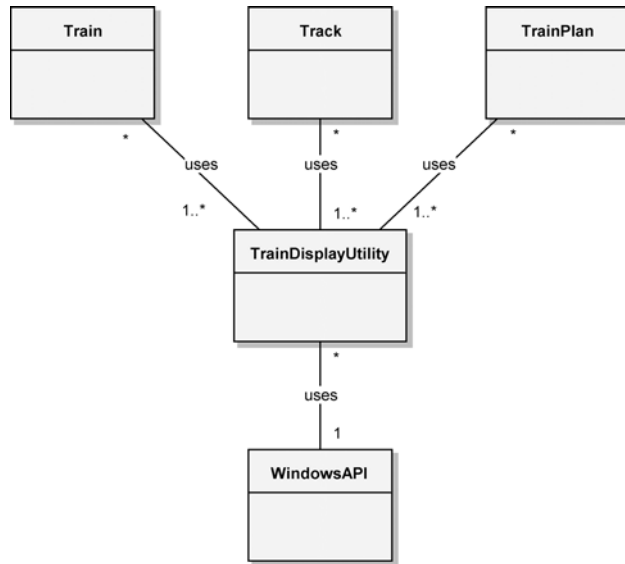 Train
Track
TrainPlan
*
*
*
uses
uses
uses
1..*
1..*
1..*
TrainDisplayUtility
*
uses
1
WindowsAPI